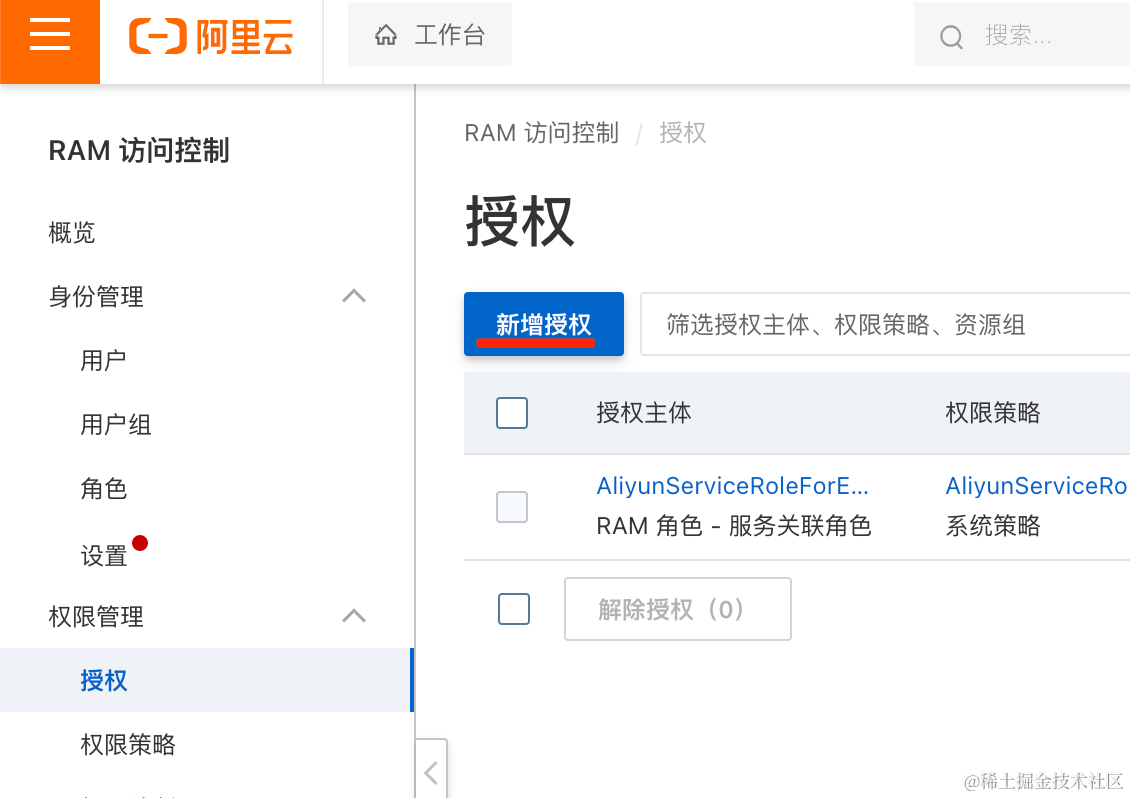 阿里云
工作台
搜索...
RAM 访问控制
概览
身份管理
用户
用户组
角色
设置
权限管理
授权
权限策略
RAM 访问控制 / 授权
授权
新增授权
筛选授权主体、权限策略、资源组
授权主体 权限策略
AliyunServiceRoleForE... AliyunServiceRo
RAM 角色 - 服务关联角色 系统策略
解除授权（0）
@稀土掘金技术社区